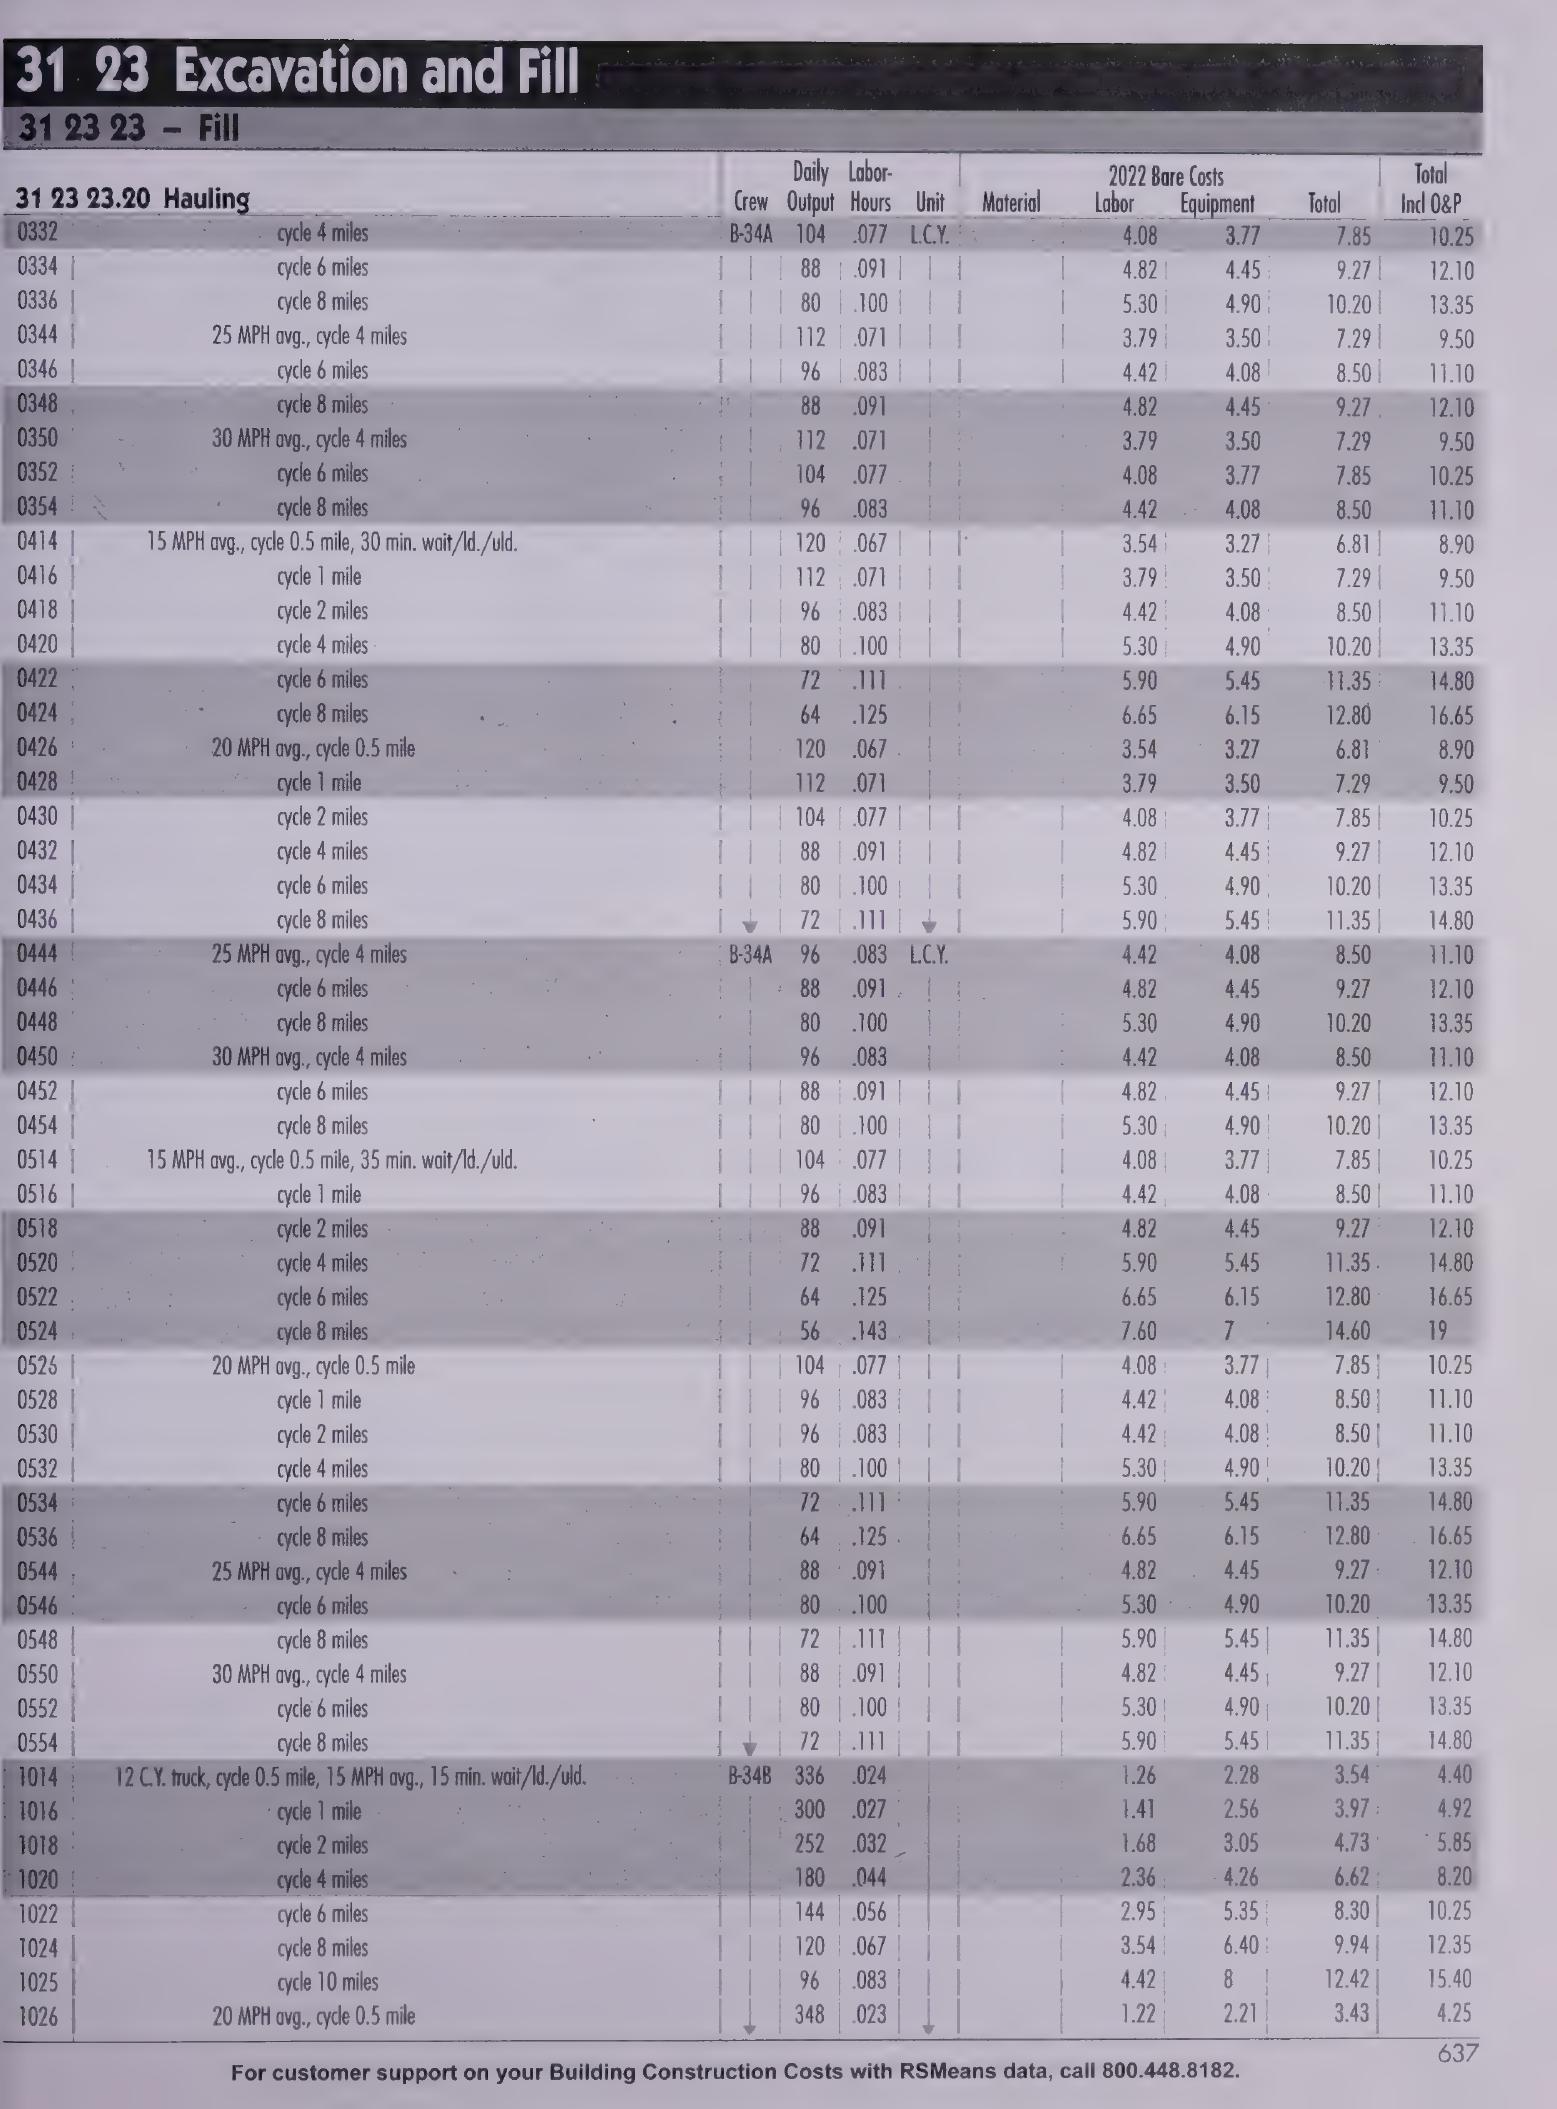 31 23 Excavation and Fill
31 23 23 – Fill
31 23 23.20 Hauling Crew Daily Output Labor-Hours Unit Material 2022 Bare Costs Labor Equipment Total Total Incl O&P
0332 cycle 4 miles B-34A 104 .077 L.C.Y. 4.08 3.77 7.85 10.25
0334 cycle 6 miles 88 .091 4.82 4.45 9.27 12.10
0336 cycle 8 miles 80 .100 5.30 4.90 10.20 13.35
0344 25 MPH avg., cycle 4 miles 112 .071 3.79 3.50 7.29 9.50
0346 cycle 6 miles 96 .083 4.42 4.08 8.50 11.10
0348 cycle 8 miles 88 .091 4.82 4.45 9.27 12.10
0350 30 MPH avg., cycle 4 miles 112 .071 3.79 3.50 7.29 9.50
0352 cycle 6 miles 104 .077 4.08 3.77 7.85 10.25
0354 cycle 8 miles 96 .083 4.42 4.08 8.50 11.10
0414 15 MPH avg., cycle 0.5 mile, 30 min. wait/ld./uld. 120 .067 3.54 3.27 6.81 8.90
0416 cycle 1 mile 112 .071 3.79 3.50 7.29 9.50
0418 cycle 2 miles 96 .083 4.42 4.08 8.50 11.10
0420 cycle 4 miles 80 .100 5.30 4.90 10.20 13.35
0422 cycle 6 miles 72 .111 5.90 5.45 11.35 14.80
0424 cycle 8 miles 64 .125 6.65 6.15 12.80 16.65
0426 20 MPH avg., cycle 0.5 mile 120 .067 3.54 3.27 6.81 8.90
0428 cycle 1 mile 112 .071 3.79 3.50 7.29 9.50
0430 cycle 2 miles 104 .077 4.08 3.77 7.85 10.25
0432 cycle 4 miles 88 .091 4.82 4.45 9.27 12.10
0434 cycle 6 miles 80 .100 5.30 4.90 10.20 13.35
0436 cycle 8 miles 72 .111 5.90 5.45 11.35 14.80
0444 25 MPH avg., cycle 4 miles B-34A 96 .083 L.C.Y. 4.42 4.08 8.50 11.10
0446 cycle 6 miles 88 .091 4.82 4.45 9.27 12.10
0448 cycle 8 miles 80 .100 5.30 4.90 10.20 13.35
0450 30 MPH avg., cycle 4 miles 96 .083 4.42 4.08 8.50 11.10
0452 cycle 6 miles 88 .091 4.82 4.45 9.27 12.10
0454 cycle 8 miles 80 .100 5.30 4.90 10.20 13.35
0514 15 MPH avg., cycle 0.5 mile, 35 min. wait/ld./uld. 104 .077 4.08 3.77 7.85 10.25
0516 cycle 1 mile 96 .083 4.42 4.08 8.50 11.10
0518 cycle 2 miles 88 .091 4.82 4.45 9.27 12.10
0520 cycle 4 miles 72 .111 5.90 5.45 11.35 14.80
0522 cycle 6 miles 64 .125 6.65 6.15 12.80 16.65
0524 cycle 8 miles 56 .143 7.60 7 14.60 19
0526 20 MPH avg., cycle 0.5 mile 104 .077 4.08 3.77 7.85 10.25
0528 cycle 1 mile 96 .083 4.42 4.08 8.50 11.10
0530 cycle 2 miles 96 .083 4.42 4.08 8.50 11.10
0532 cycle 4 miles 80 .100 5.30 4.90 10.20 13.35
0534 cycle 6 miles 72 .111 5.90 5.45 11.35 14.80
0536 cycle 8 miles 64 .125 6.65 6.15 12.80 16.65
0544 25 MPH avg., cycle 4 miles 88 .091 4.82 4.45 9.27 12.10
0546 cycle 6 miles 80 .100 5.30 4.90 10.20 13.35
0548 cycle 8 miles 72 .111 5.90 5.45 11.35 14.80
0550 30 MPH avg., cycle 4 miles 88 .091 4.82 4.45 9.27 12.10
0552 cycle 6 miles 80 .100 5.30 4.90 10.20 13.35
0554 cycle 8 miles 72 .111 5.90 5.45 11.35 14.80
1014 12 C.Y. truck, cycle 0.5 mile, 15 MPH avg., 15 min. wait/ld./uld. B-34B 336 .024 1.26 2.28 3.54 4.40
1016 cycle 1 mile 300 .027 1.41 2.56 3.97 4.92
1018 cycle 2 miles 252 .032 1.68 3.05 4.73 5.85
1020 cycle 4 miles 180 .044 2.36 4.26 6.62 8.20
1022 cycle 6 miles 144 .056 2.95 5.35 8.30 10.25
1024 cycle 8 miles 120 .067 3.54 6.40 9.94 12.35
1025 cycle 10 miles 96 .083 4.42 8 12.42 15.40
1026 20 MPH avg., cycle 0.5 mile 348 .023 1.22 2.21 3.43 4.25
For customer support on your Building Construction Costs with RSMeans data, call 800.448.8182.
637